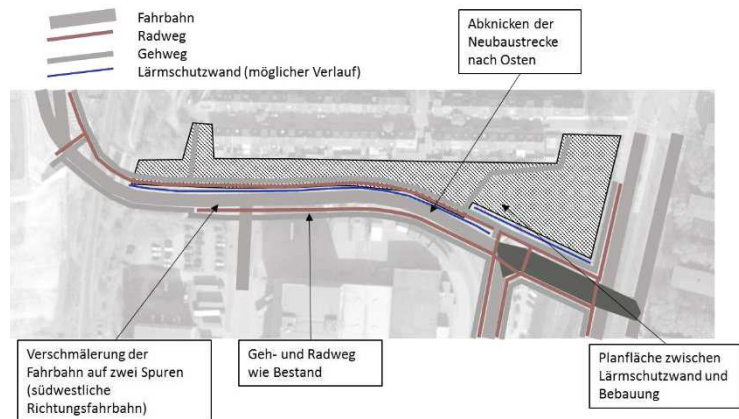 Fahrbahn
Radweg
Gehweg
Lärmschutzwand (möglicher Verlauf)
Abknicken der
Neubaustrecke
nach Osten
Verschmälerung der
Fahrbahn auf zwei Spuren
(südwestliche
Richtungsfahrbahn)
Geh- und Radweg
wie Bestand
Planfläche zwischen
Lärmschutzwand und
Bebauung